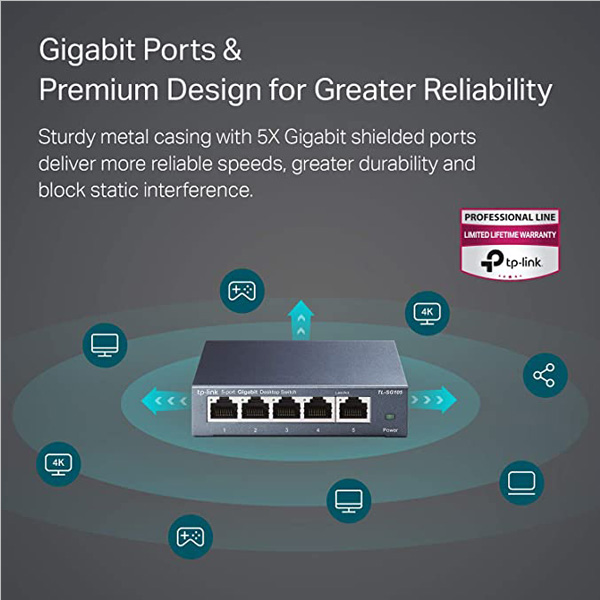 Gigabit Ports &
Premium Design for Greater Reliability
Sturdy metal casing with 5X Gigabit shielded ports
deliver more reliable speeds, greater durability and
block static interference.
PROFESSIONAL LINE
LIMITED LIFETIME WARRANTY
tp-link
4K
tp-link 5-port Gigabit Desktop Switch
TL-SG105
1 2 3 4 5 Power
4K